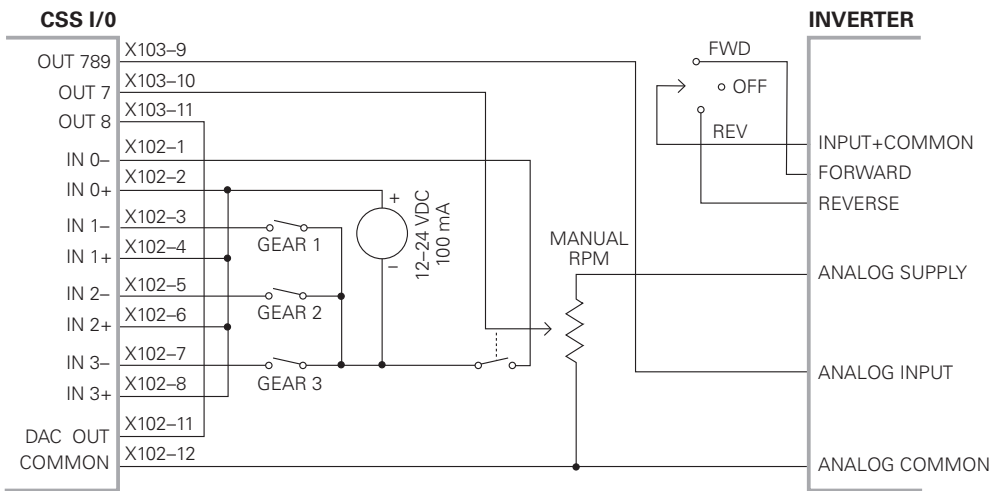 CSS I/0
INVERTER
OUT 789
X103–9
OUT 7
X103–10
OUT 8
X103–11
IN 0–
X102–1
IN 0+
X102–2
IN 1–
X102–3
IN 1+
X102–4
IN 2–
X102–5
IN 2+
X102–6
IN 3–
X102–7
IN 3+
X102–8
DAC OUT
X102–11
COMMON
X102–12
GEAR 1
GEAR 2
GEAR 3
+
–
12–24 VDC
100 mA
MANUAL
RPM
FWD
OFF
REV
INPUT+COMMON
FORWARD
REVERSE
ANALOG SUPPLY
ANALOG INPUT
ANALOG COMMON